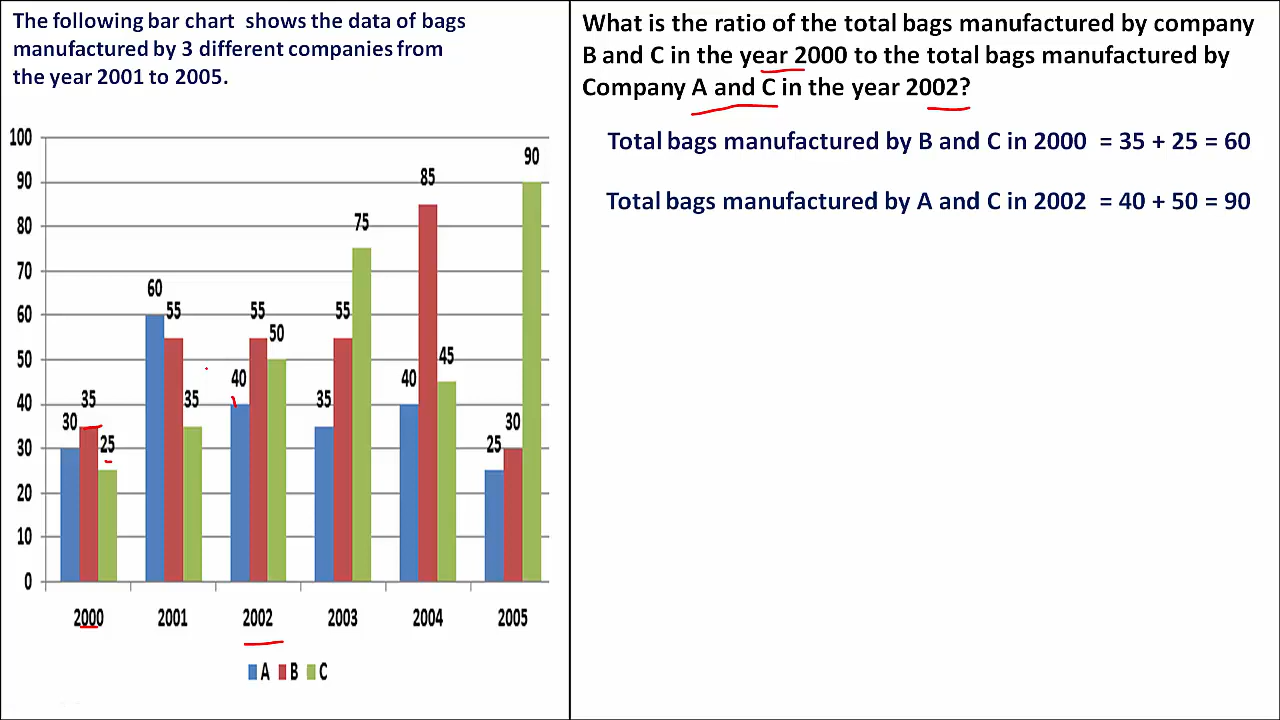 The following bar chart shows the data of bags
manufactured by 3 different companies from
the year 2001 to 2005.
100
90
80
70
60
50
40
30
20
10
0
30
35
25
60
55
35
40
55
50
35
55
75
40
85
45
25
30
90
2000 2001 2002 2003 2004 2005
A B C
What is the ratio of the total bags manufactured by company
B and C in the year 2000 to the total bags manufactured by
Company A and C in the year 2002?
Total bags manufactured by B and C in 2000 = 35 + 25 = 60
Total bags manufactured by A and C in 2002 = 40 + 50 = 90